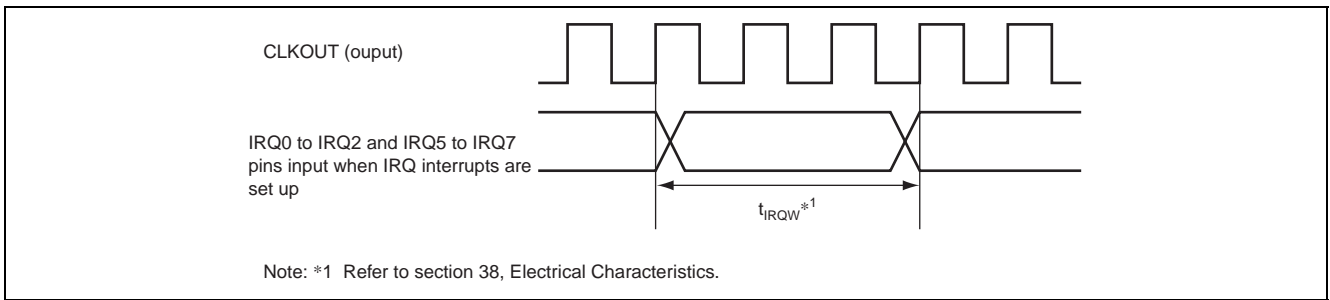 CLKOUT (ouput)
IRQ0 to IRQ2 and IRQ5 to IRQ7
pins input when IRQ interrupts are
set up
tIRQW*1
Note: *1 Refer to section 38, Electrical Characteristics.